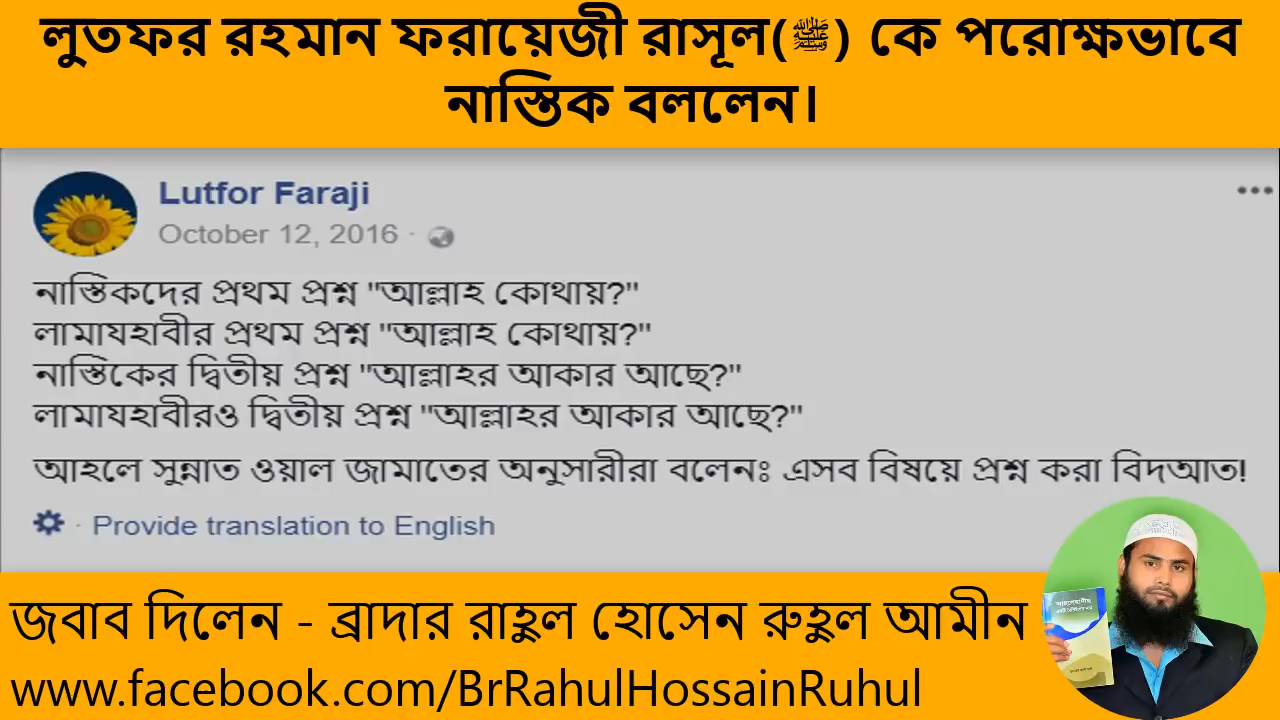 লুতফর রহমান ফরায়েজী রাসূল(ﷺ) কে পরোক্ষভাবে
নাস্তিক বললেন।
Lutfor Faraji
October 12, 2016 ·
নাস্তিকদের প্রথম প্রশ্ন "আল্লাহ কোথায়?"
লামাযহাবীর প্রথম প্রশ্ন "আল্লাহ কোথায়?"
নাস্তিকের দ্বিতীয় প্রশ্ন "আল্লাহর আকার আছে?"
লামাযহাবীরও দ্বিতীয় প্রশ্ন "আল্লাহর আকার আছে?"
আহলে সুন্নাত ওয়াল জামাতের অনুসারীরা বলেনঃ এসব বিষয়ে প্রশ্ন করা বিদআত!
· Provide translation to English
জবাব দিলেন - ব্রাদার রাহুল হোসেন রুহুল আমীন
www.facebook.com/BrRahulHossainRuhul